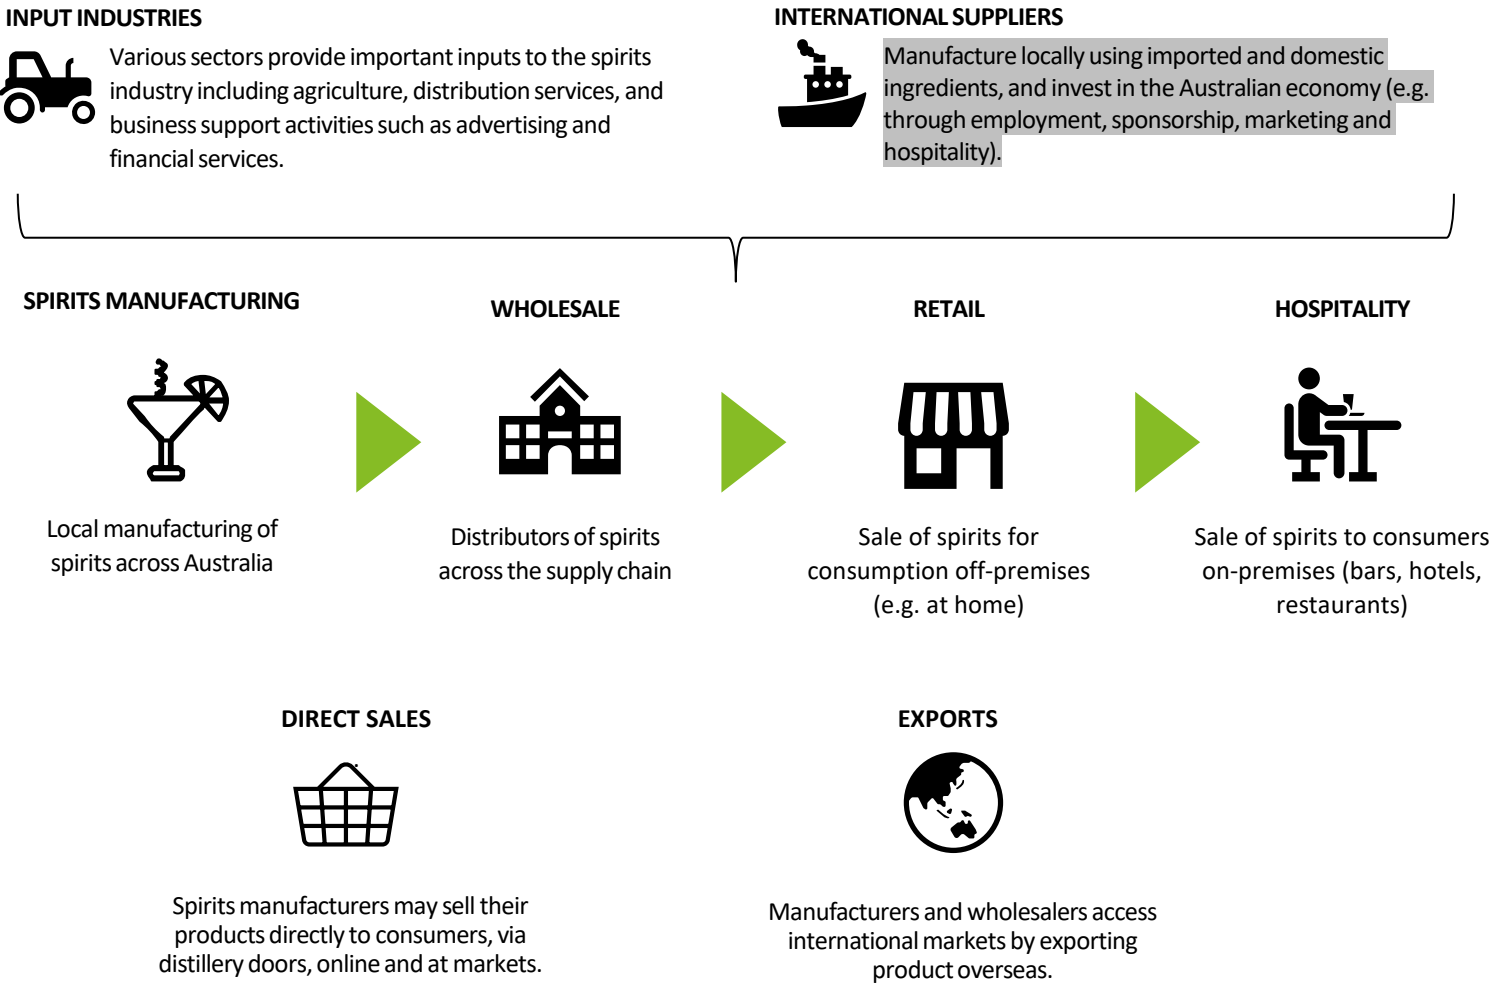 INPUT INDUSTRIES
Various sectors provide important inputs to the spirits
industry including agriculture, distribution services, and
business support activities such as advertising and
financial services.
INTERNATIONAL SUPPLIERS
Manufacture locally using imported and domestic
ingredients, and invest in the Australian economy (e.g.
through employment, sponsorship, marketing and
hospitality).
SPIRITS MANUFACTURING
Local manufacturing of
spirits across Australia
WHOLESALE
Distributors of spirits
across the supply chain
RETAIL
Sale of spirits for
consumption off-premises
(e.g. at home)
HOSPITALITY
Sale of spirits to consumers
on-premises (bars, hotels,
restaurants)
DIRECT SALES
Spirits manufacturers may sell their
products directly to consumers, via
distillery doors, online and at markets.
EXPORTS
Manufacturers and wholesalers access
international markets by exporting
product overseas.